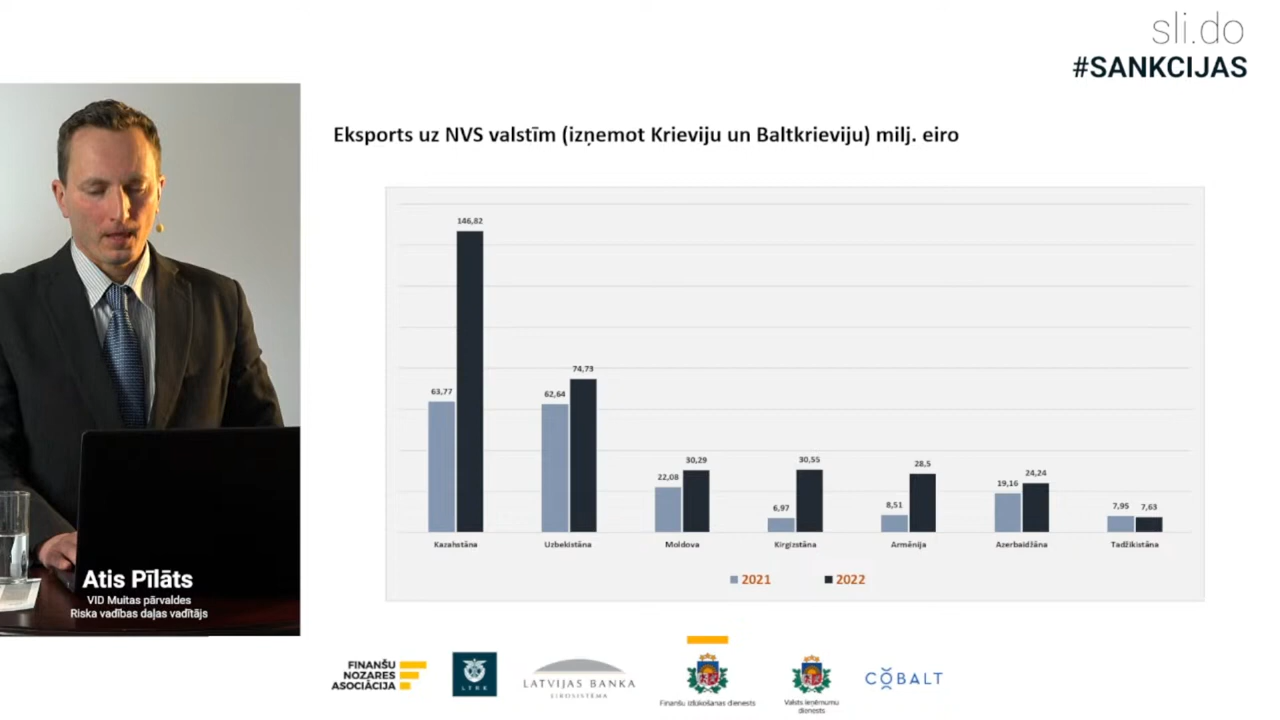 sli.do
#SANKCIJAS
Eksports uz NVS valstīm (izņemot Krieviju un Baltkrieviju) milj. eiro
146,82
63,77
62,64
74,73
22,08
30,29
6,97
30,55
8,51
28,5
19,16
24,24
7,95
7,63
Kazahstāna
Uzbekistāna
Moldova
Kirgizstāna
Armēnija
Azerbaidžāna
Tadžikistāna
2021
2022
Atis Pīlāts
VID Muitas pārvaldes
Riska vadības daļas vadītājs
FINANŠU
NOZARES
ASOCIĀCIJA
LTRK
LATVIJAS BANKA
EIROSISTĒMA
Finanšu izlūkošanas dienests
Valsts ieņēmumu
dienests
COBALT